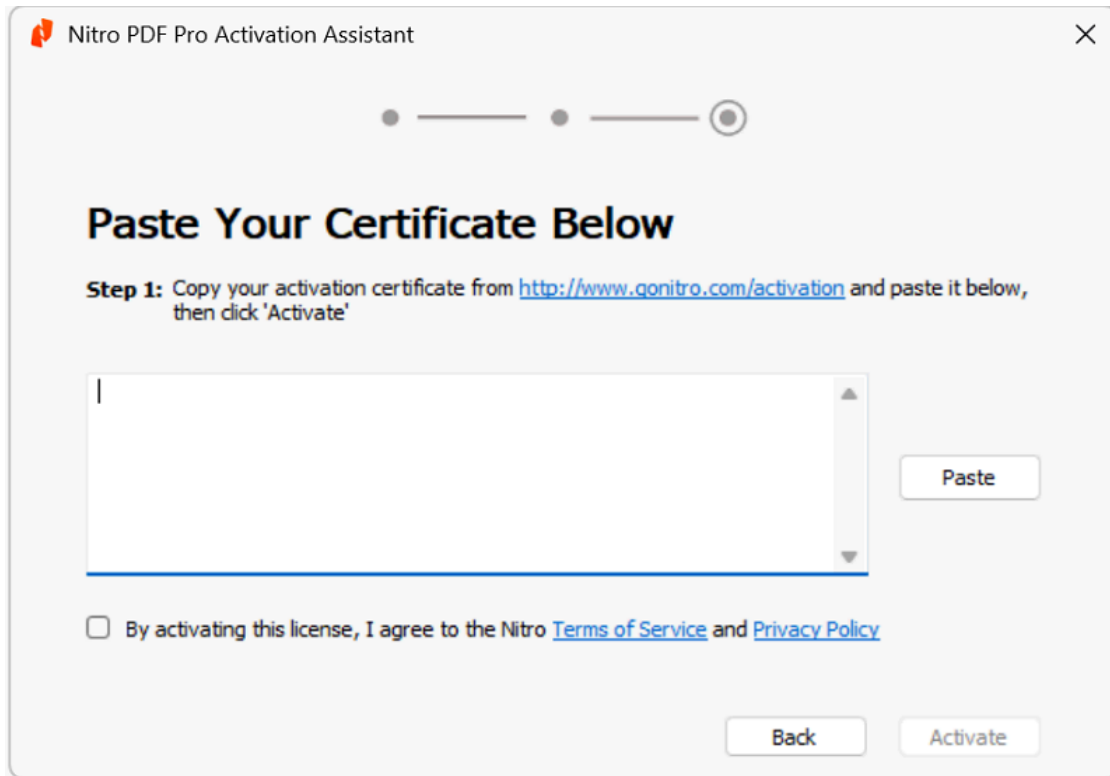 Nitro PDF Pro Activation Assistant
Paste Your Certificate Below
Step 1: Copy your activation certificate from http://www.gonitro.com/activation and paste it below,
then click 'Activate'
Paste
By activating this license, I agree to the Nitro Terms of Service and Privacy Policy
Back
Activate